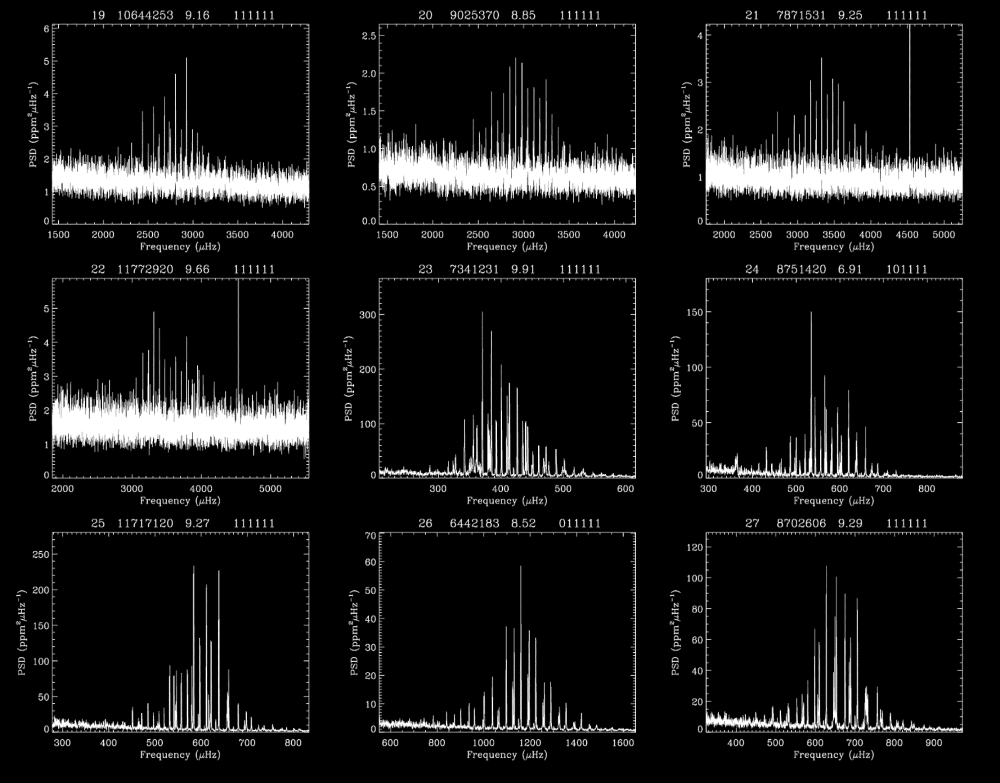 19 10644253 9.16 111111
6
5
4
3
2
1
0
PSD (ppm²μHz⁻¹)
1500 2000 2500 3000 3500 4000
Frequency (μHz)
20 9025370 8.85 111111
2.5
2.0
1.5
1.0
0.5
0.0
PSD (ppm²μHz⁻¹)
1500 2000 2500 3000 3500 4000
Frequency (μHz)
21 7871531 9.25 111111
4
3
2
1
0
PSD (ppm²μHz⁻¹)
2000 2500 3000 3500 4000 4500 5000
Frequency (μHz)
22 11772920 9.66 111111
5
4
3
2
1
0
PSD (ppm²μHz⁻¹)
2000 3000 4000 5000
Frequency (μHz)
23 7341231 9.91 111111
300
200
100
0
PSD (ppm²μHz⁻¹)
300 400 500 600
Frequency (μHz)
24 8751420 6.91 101111
150
100
50
0
PSD (ppm²μHz⁻¹)
300 400 500 600 700 800
Frequency (μHz)
25 11717120 9.27 111111
250
200
150
100
50
0
PSD (ppm²μHz⁻¹)
300 400 500 600 700 800
Frequency (μHz)
26 6442183 8.52 011111
70
60
50
40
30
20
10
0
PSD (ppm²μHz⁻¹)
600 800 1000 1200 1400 1600
Frequency (μHz)
27 8702606 9.29 111111
120
100
80
60
40
20
0
PSD (ppm²μHz⁻¹)
400 500 600 700 800 900
Frequency (μHz)